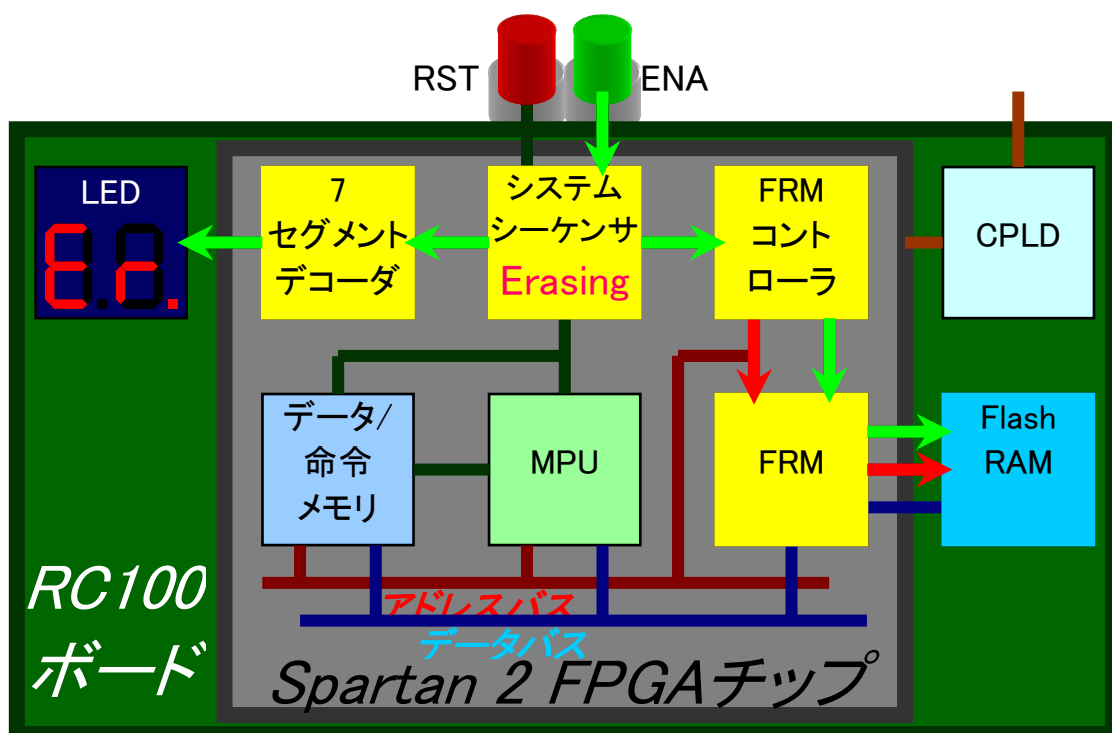 RST
ENA
LED
Er.
7
セグメント
デコーダ
システム
シーケンサ
Erasing
FRM
コント
ローラ
CPLD
データ/
命令
メモリ
MPU
FRM
Flash
RAM
アドレスバス
データバス
RC100
ボード
Spartan 2 FPGAチップ